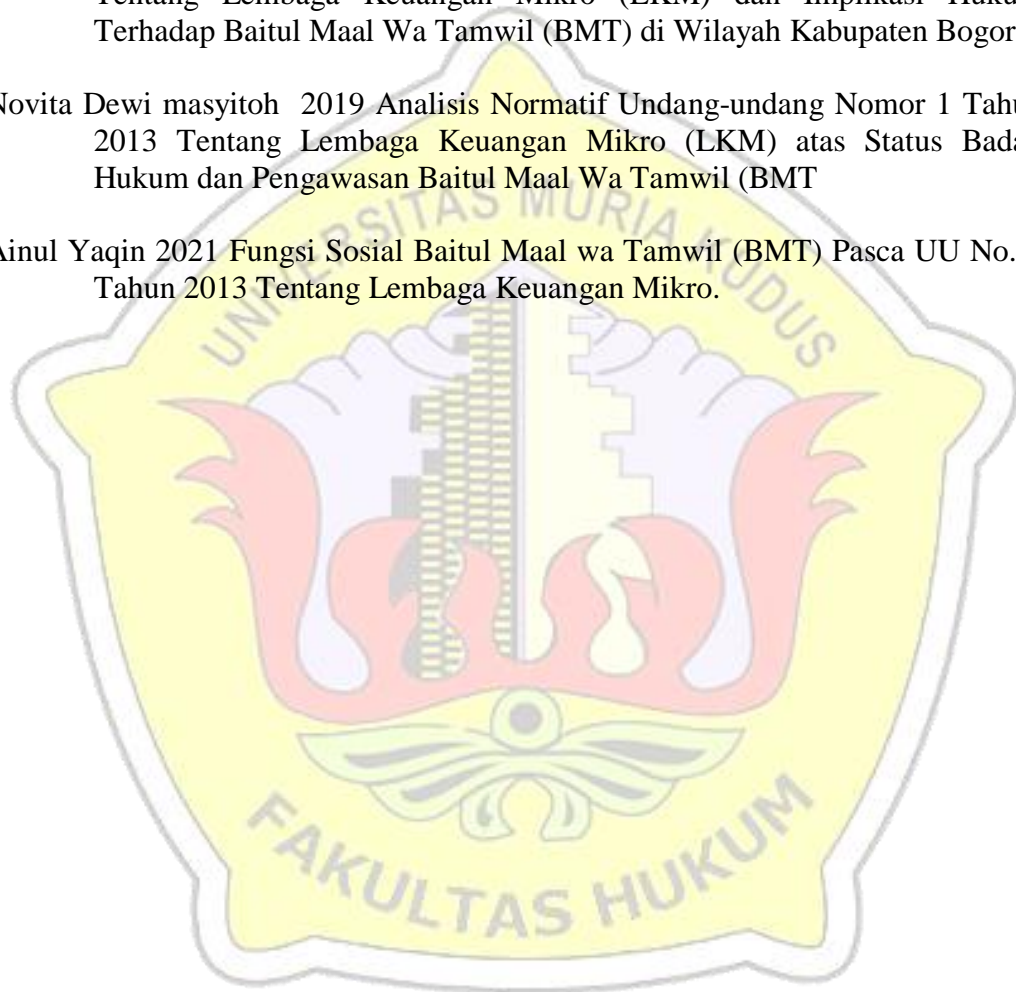 Tentang Lembaga Keuangan Mikro (LKM) dan Implikasi
Terhadap Baitul Maal Wa Tamwil (BMT) di Wilayah Kabupaten Bogor
Novita Dewi masyitoh 2019 Analisis Normatif Undang-undang Nomor 1
2013 Tentang Lembaga Keuangan Mikro (LKM) atas Status
Hukum dan Pengawasan Baitul Maal Wa Tamwil (BMT
Ainul Yaqin 2021 Fungsi Sosial Baitul Maal wa Tamwil (BMT) Pasca UU No.
Tahun 2013 Tentang Lembaga Keuangan Mikro.
UNIVERSITAS MURIA KUDUS
FAKULTAS HUKUM